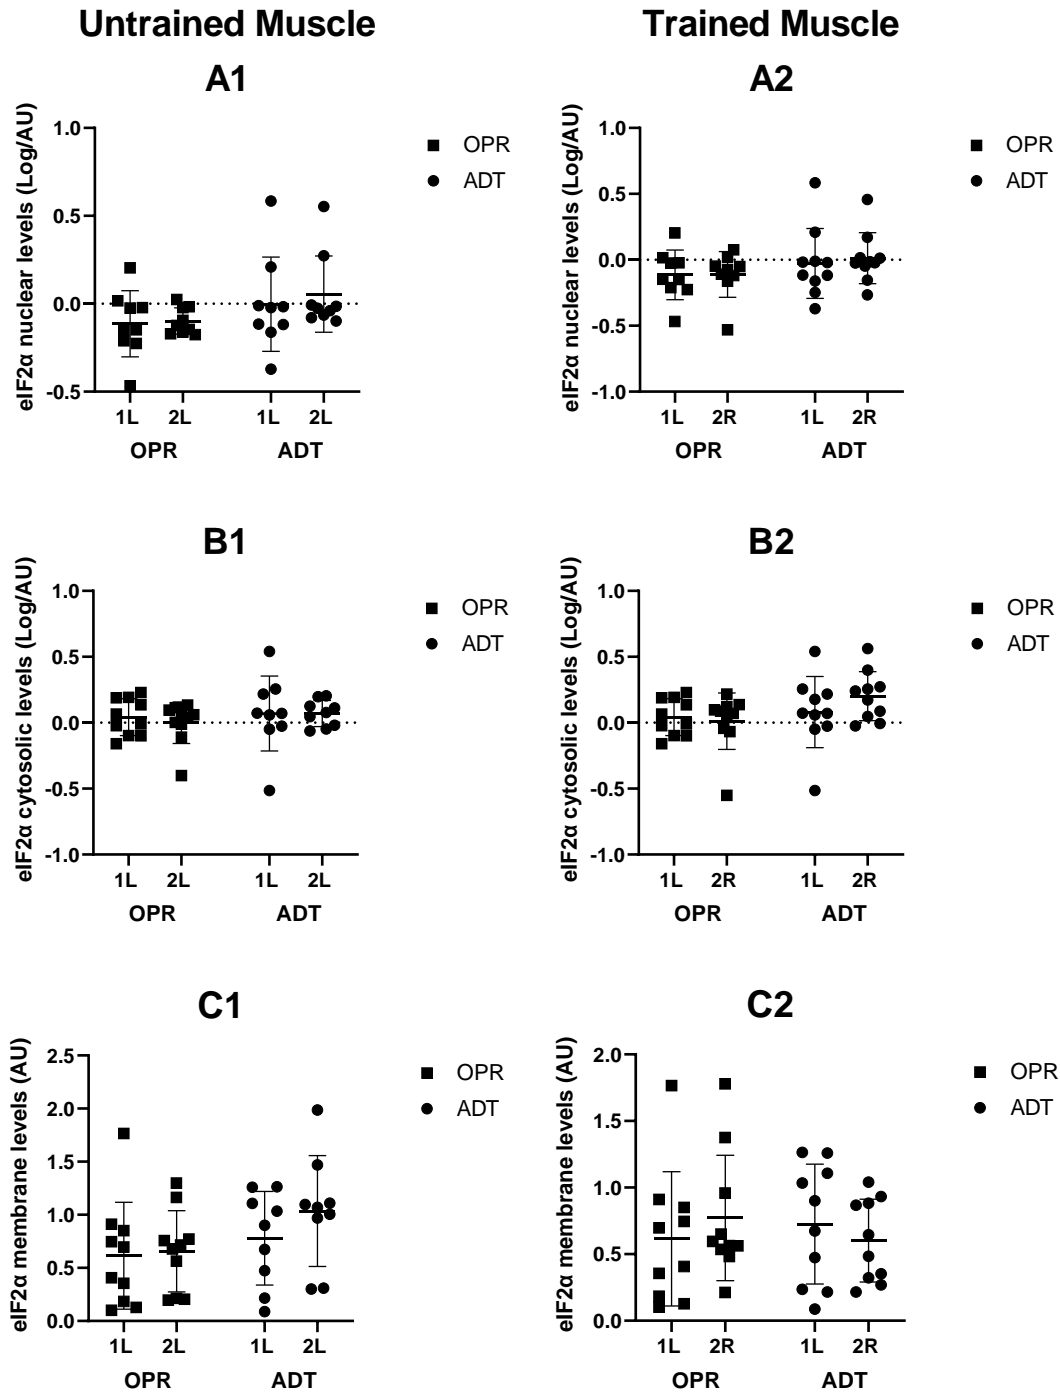 Untrained Muscle
Trained Muscle
A1
eIF2α nuclear levels (Log/AU)
1.0
0.5
0.0
-0.5
1L
2L
1L
2L
OPR
ADT
OPR
ADT
A2
eIF2α nuclear levels (Log/AU)
1.0
0.5
0.0
-0.5
-1.0
1L
2R
1L
2R
OPR
ADT
OPR
ADT
B1
eIF2α cytosolic levels (Log/AU)
1.0
0.5
0.0
-0.5
-1.0
1L
2L
1L
2L
OPR
ADT
OPR
ADT
B2
eIF2α cytosolic levels (Log/AU)
1.0
0.5
0.0
-0.5
-1.0
1L
2R
1L
2R
OPR
ADT
OPR
ADT
C1
eIF2α membrane levels (AU)
2.5
2.0
1.5
1.0
0.5
0.0
1L
2L
1L
2L
OPR
ADT
OPR
ADT
C2
eIF2α membrane levels (AU)
2.0
1.5
1.0
0.5
0.0
1L
2R
1L
2R
OPR
ADT
OPR
ADT